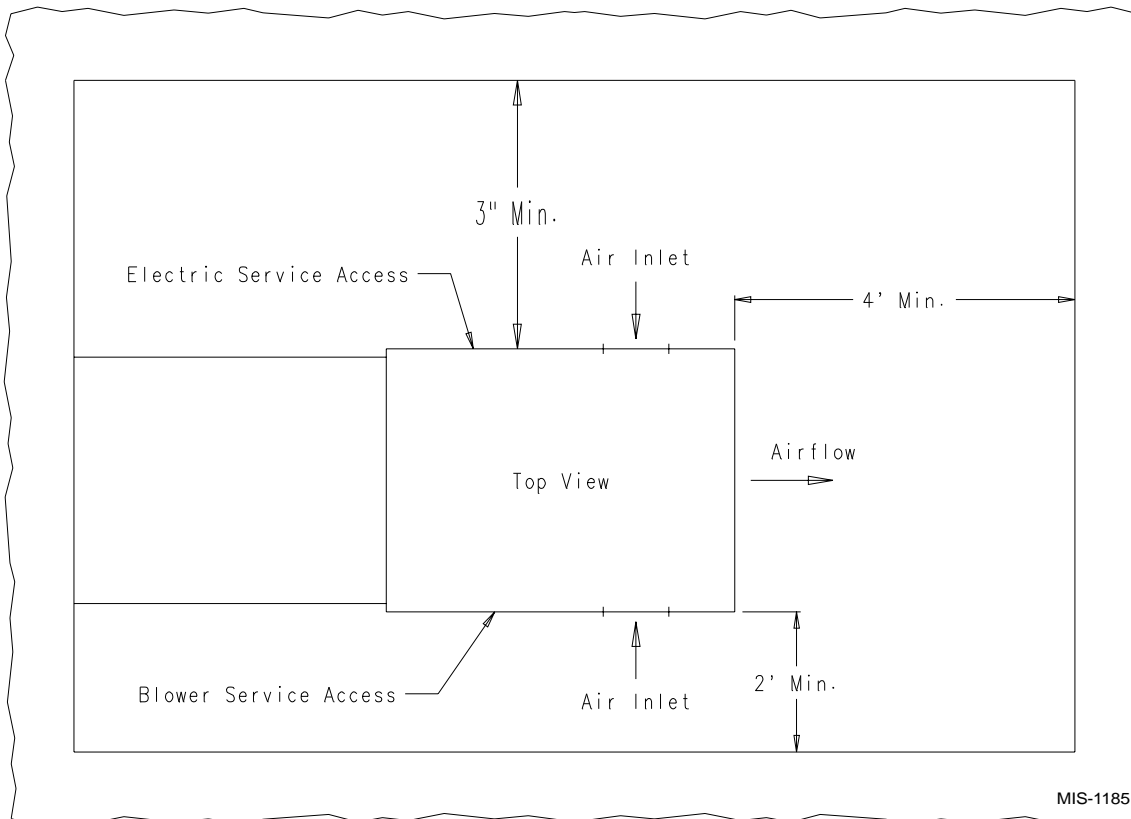 3" Min.
Air Inlet
Electric Service Access
4' Min.
Airflow
Top View
Blower Service Access
2' Min.
Air Inlet
MIS-1185